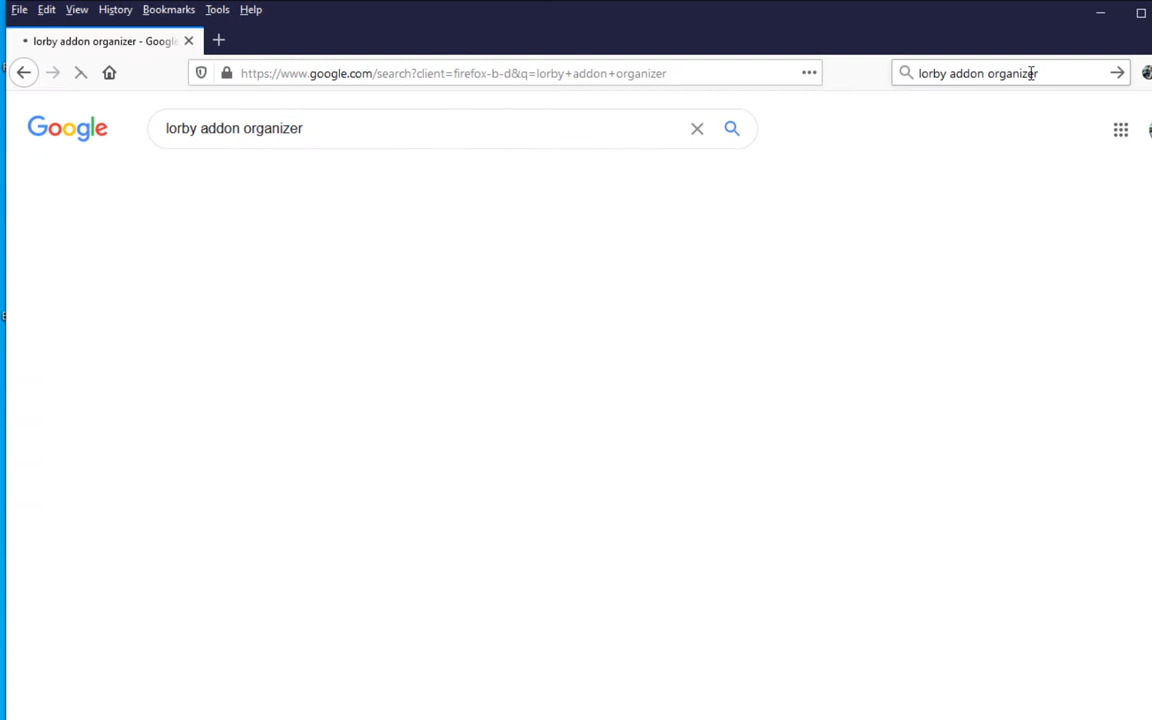 File Edit View History Bookmarks Tools Help
lorby addon organizer - Google
https://www.google.com/search?client=firefox-b-d&q=lorby+addon+organizer
lorby addon organizer
Google
lorby addon organizer